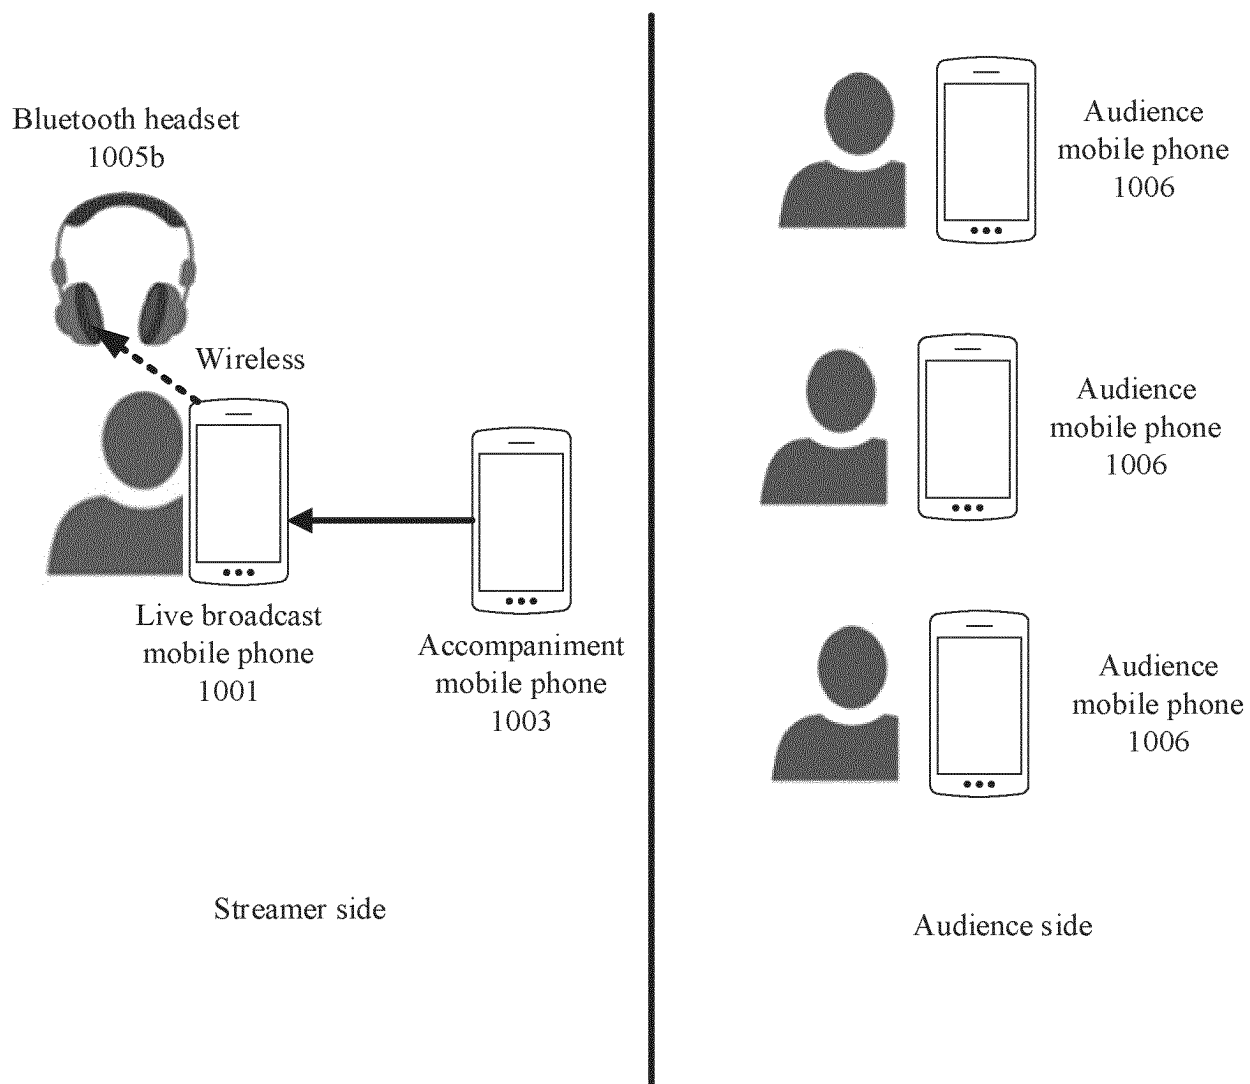 Bluetooth headset
1005b
Wireless
Live broadcast
mobile phone
1001
Accompaniment
mobile phone
1003
Streamer side
Audience
mobile phone
1006
Audience
mobile phone
1006
Audience
mobile phone
1006
Audience side